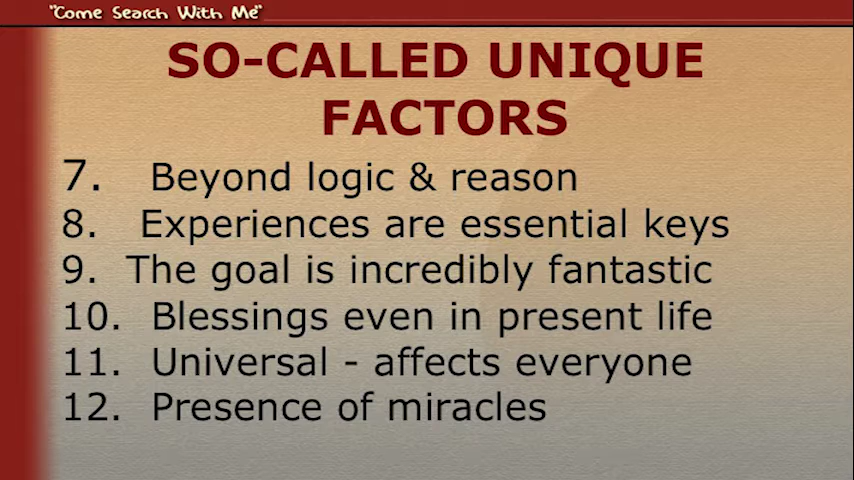 "Come Search With Me"
SO-CALLED UNIQUE
FACTORS
7. Beyond logic & reason
8. Experiences are essential keys
9. The goal is incredibly fantastic
10. Blessings even in present life
11. Universal - affects everyone
12. Presence of miracles